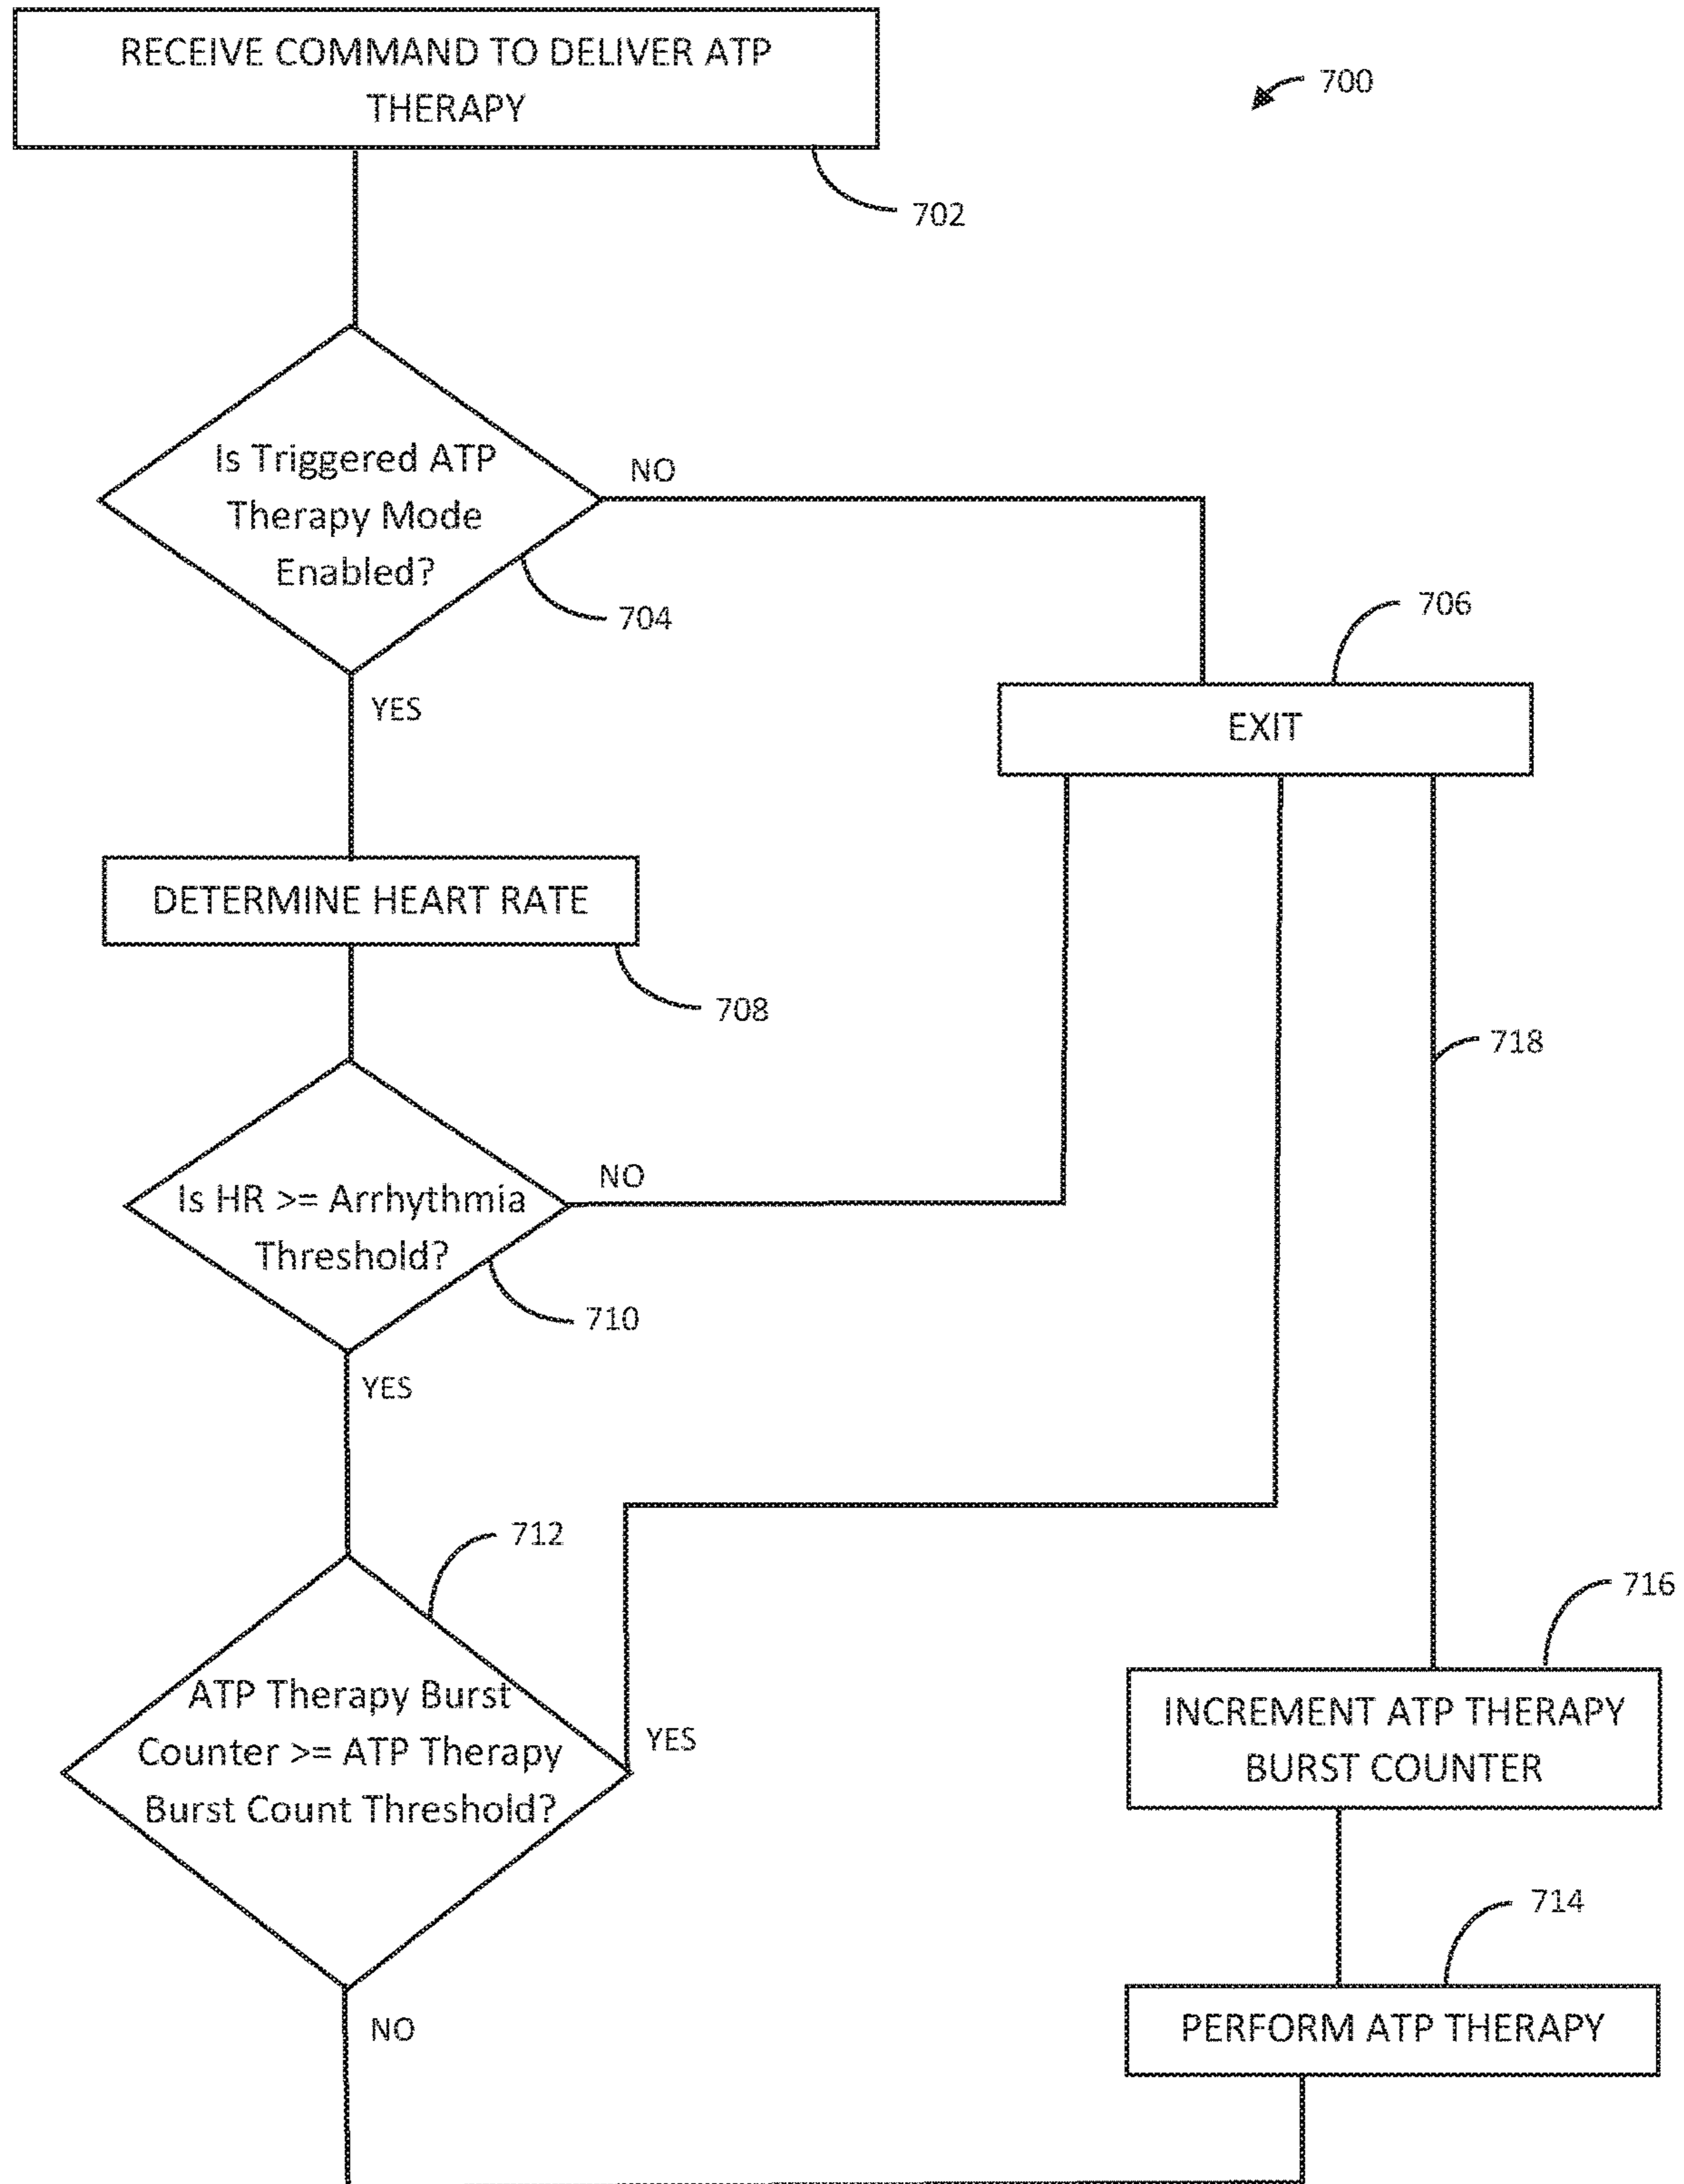 RECEIVE COMMAND TO DELIVER ATP
THERAPY
700
702
Is Triggered ATP
Therapy Mode
Enabled?
NO
704
706
YES
EXIT
DETERMINE HEART RATE
708
718
Is HR >= Arrhythmia
Threshold?
NO
710
YES
712
716
ATP Therapy Burst
Counter >= ATP Therapy
Burst Count Threshold?
YES
INCREMENT ATP THERAPY
BURST COUNTER
714
NO
PERFORM ATP THERAPY